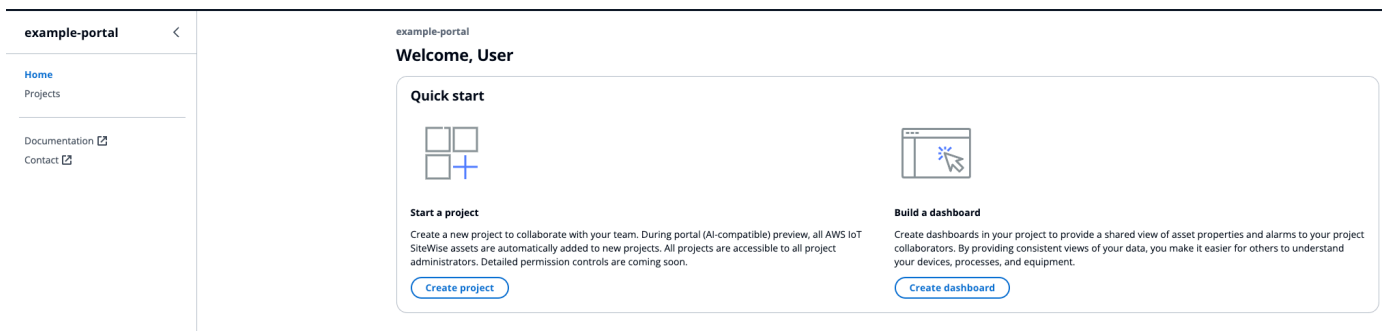 example-portal
Home
Projects
Documentation
Contact
example-portal
Welcome, User
Quick start
Start a project
Create a new project to collaborate with your team. During portal (AI-compatible) preview, all AWS IoT
SiteWise assets are automatically added to new projects. All projects are accessible to all project
administrators. Detailed permission controls are coming soon.
Create project
Build a dashboard
Create dashboards in your project to provide a shared view of asset properties and alarms to your project
collaborators. By providing consistent views of your data, you make it easier for others to understand
your devices, processes, and equipment.
Create dashboard